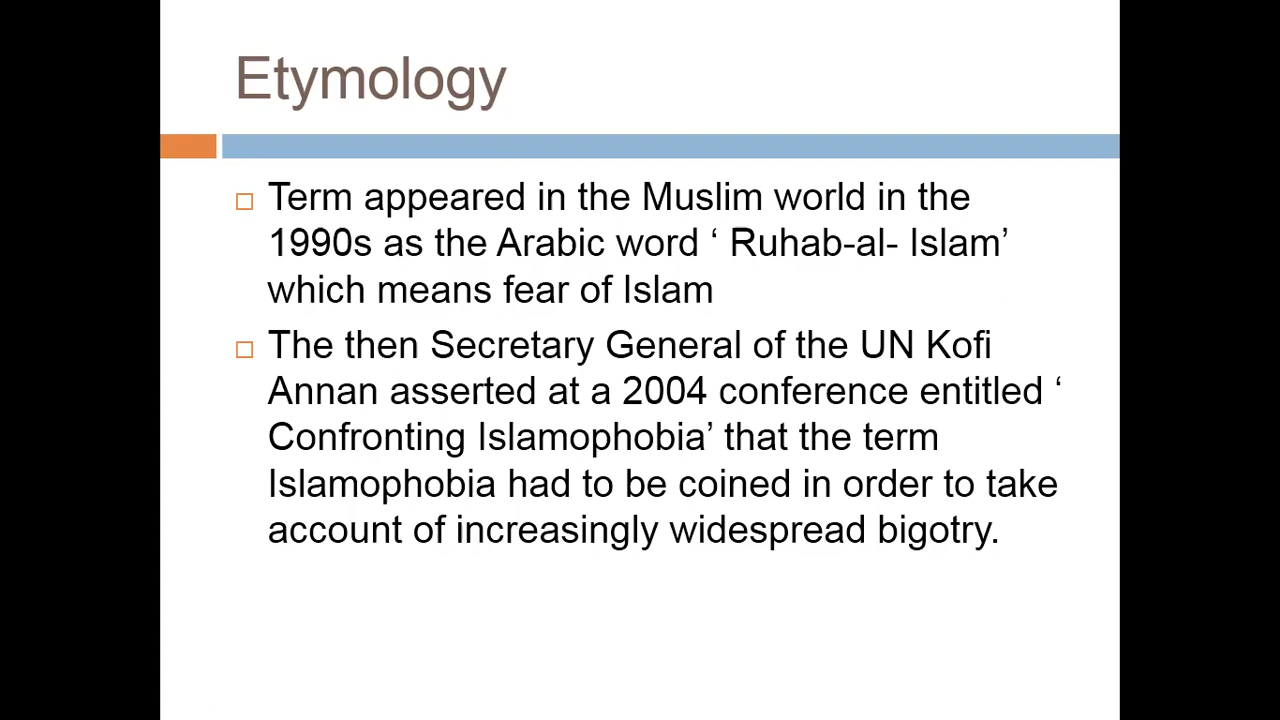 Etymology
Term appeared in the Muslim world in the
1990s as the Arabic word ‘ Ruhab-al- Islam’
which means fear of Islam
The then Secretary General of the UN Kofi
Annan asserted at a 2004 conference entitled ‘
Confronting Islamophobia’ that the term
Islamophobia had to be coined in order to take
account of increasingly widespread bigotry.